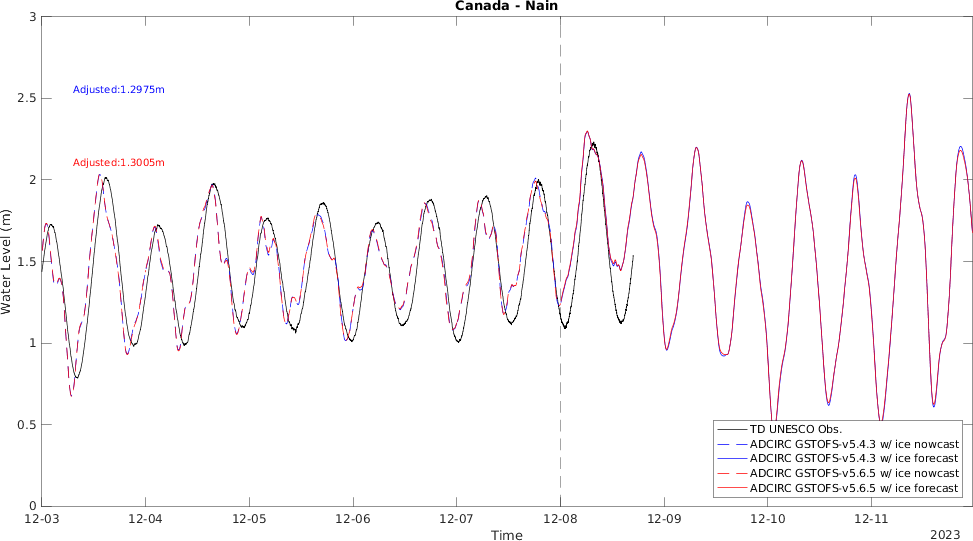 Canada - Nain
3
2.5
2
1.5
1
0.5
0
Water Level (m)
Adjusted:1.2975m
Adjusted:1.3005m
TD UNESCO Obs.
ADCIRC GSTOFS-v5.4.3 w/ ice nowcast
ADCIRC GSTOFS-v5.4.3 w/ ice forecast
ADCIRC GSTOFS-v5.6.5 w/ ice nowcast
ADCIRC GSTOFS-v5.6.5 w/ ice forecast
12-03 12-04 12-05 12-06 12-07 12-08 12-09 12-10 12-11
Time
2023